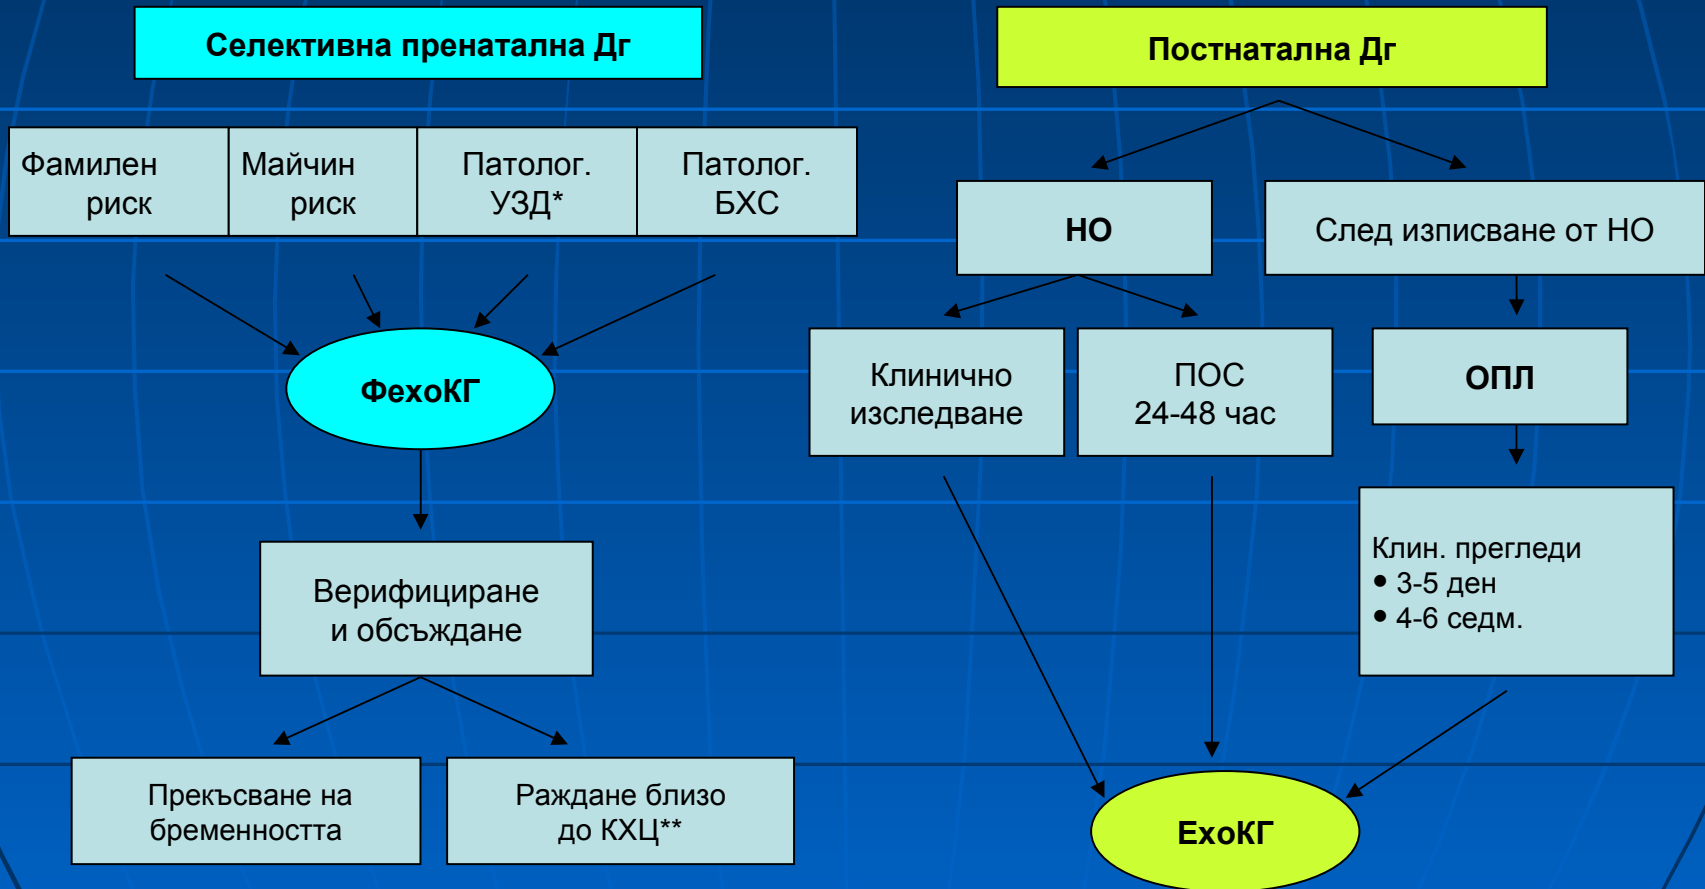 Селективна пренатална Дг
Фамилен
риск
Майчин
риск
Патолог.
УЗД*
Патолог.
БХС
ФехоКГ
Верифициране
и обсъждане
Прекъсване на
бременността
Раждане близо
до КХЦ**
Постнатална Дг
НО
След изписване от НО
Клинично
изследване
ПОС
24-48 час
ОПЛ
Клин. прегледи
• 3-5 ден
• 4-6 седм.
ЕхоКГ